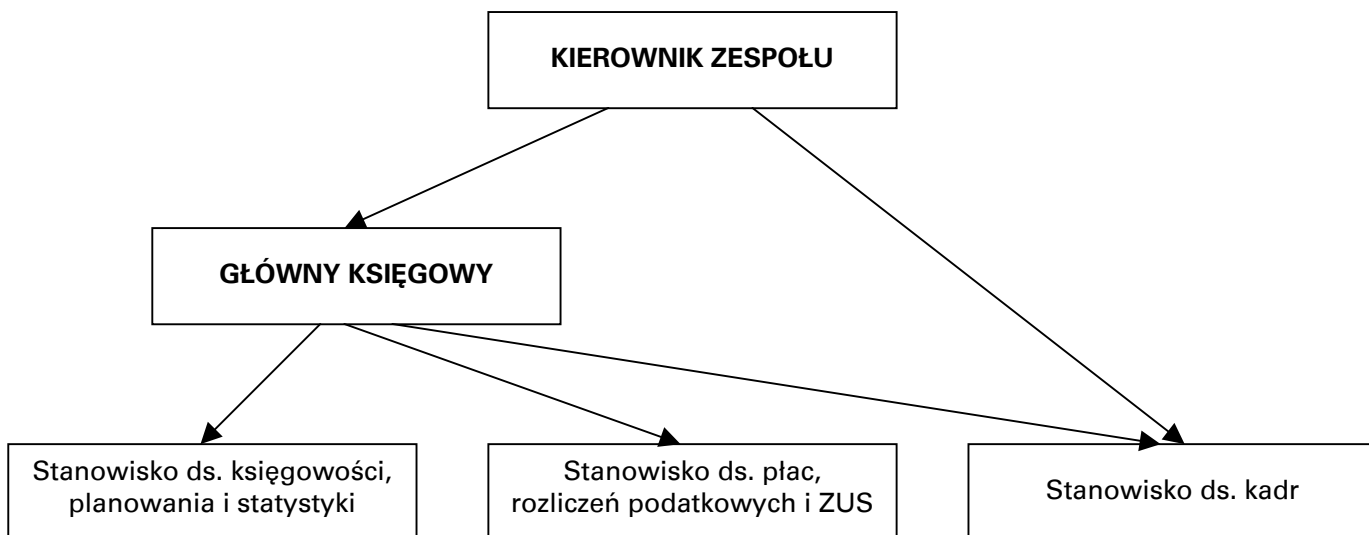 KIEROWNIK ZESPOŁU
GŁÓWNY KSIĘGOWY
Stanowisko ds. księgowości,
planowania i statystyki
Stanowisko ds. płac,
rozliczeń podatkowych i ZUS
Stanowisko ds. kadr